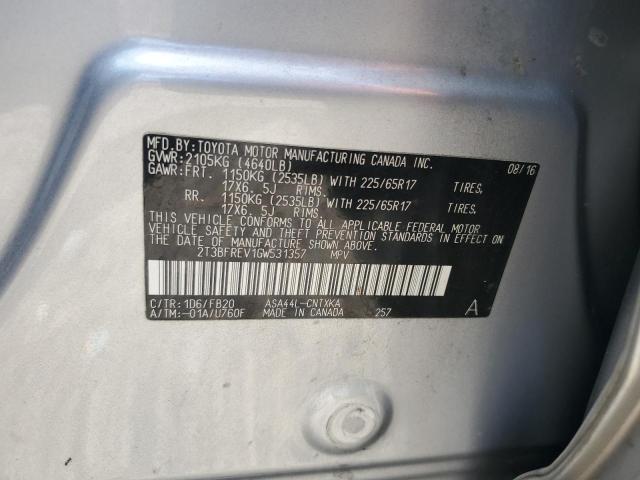 MFD.BY:TOYOTA MOTOR MANUFACTURING CANADA INC. 08/16
GVWR:2105KG (4640LB)
GAWR:FRT. 1150KG (2535LB) WITH 225/65R17 TIRES,
17X6. 5J RIMS.
RR. 1150KG (2535LB) WITH 225/65R17 TIRES,
17X6. 5J RIMS.
THIS VEHICLE CONFORMS TO ALL APPLICABLE FEDERAL MOTOR
VEHICLE SAFETY AND THEFT PREVENTION STANDARDS IN EFFECT ON
THE DATE OF MANUFACTURE SHOWN ABOVE.
2T3BFREV1GW531357 MPV
C/TR:1D6/FB20 ASA44L-CNTXKA
A/TM:-01A/U760F MADE IN CANADA 257 A